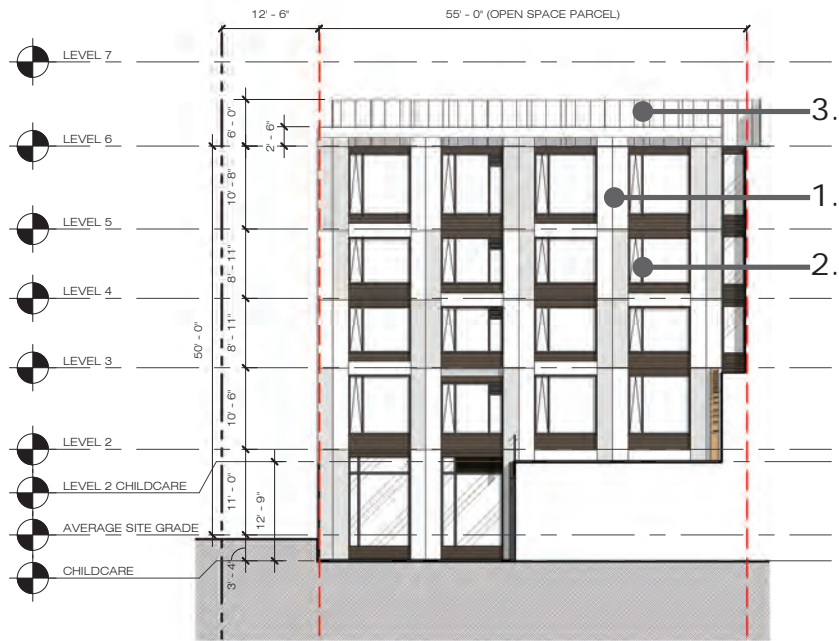 12' - 6"
55' - 0" (OPEN SPACE PARCEL)
LEVEL 7
6' - 0"
2' - 6"
3.
LEVEL 6
10' - 8"
1.
LEVEL 5
8' - 11"
2.
LEVEL 4
8' - 11"
50' - 0"
LEVEL 3
10' - 6"
LEVEL 2
LEVEL 2 CHILDCARE
11' - 0"
12' - 9"
AVERAGE SITE GRADE
3' - 4"
CHILDCARE